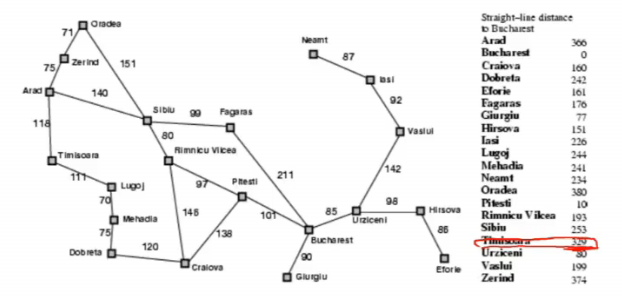 Oradea
71
Zerind
75
151
Arad
140
118
Sibiu
99
Fagaras
80
Rimnicu Vilcea
Timisoara
111
Lugoj
70
Mehadia
75
Dobreta
120
Craiova
146
97
Pitesti
138
101
211
Bucharest
90
Giurgiu
Neamt
87
Iasi
92
Vaslui
142
85
Urziceni
98
Hirsova
86
Eforie
Straight–line distance
to Bucharest
Arad 366
Bucharest 0
Craiova 160
Dobreta 242
Eforie 161
Fagaras 176
Giurgiu 77
Hirsova 151
Iasi 226
Lugoj 244
Mehadia 241
Neamt 234
Oradea 380
Pitesti 10
Rimnicu Vilcea 193
Sibiu 253
Timisoara 329
Urziceni 80
Vaslui 199
Zerind 374